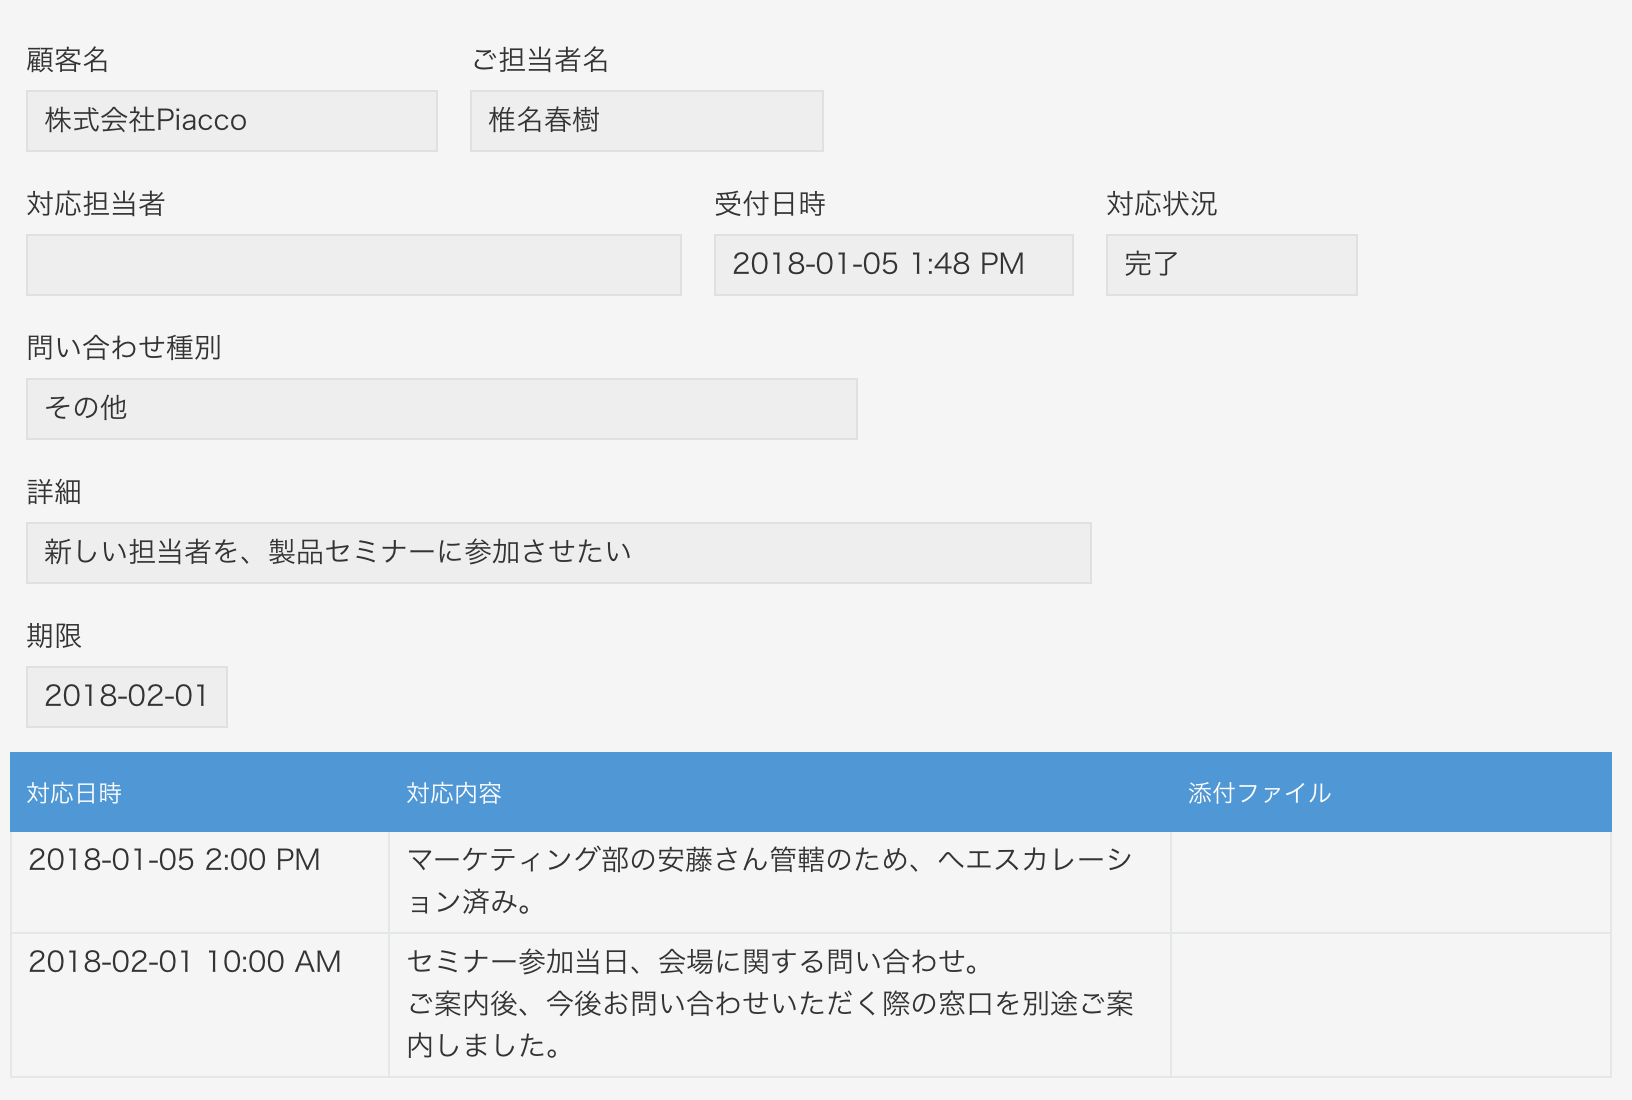 顧客名 ご担当者名
株式会社Piacco 椎名春樹
対応担当者 受付日時 対応状況
2018-01-05 1:48 PM 完了
問い合わせ種別
その他
詳細
新しい担当者を、製品セミナーに参加させたい
期限
2018-02-01
対応日時 対応内容 添付ファイル
2018-01-05 2:00 PM マーケティング部の安藤さん管轄のため、へエスカレーシ
ョン済み。
2018-02-01 10:00 AM セミナー参加当日、会場に関する問い合わせ。
ご案内後、今後お問い合わせいただく際の窓口を別途ご案
内しました。